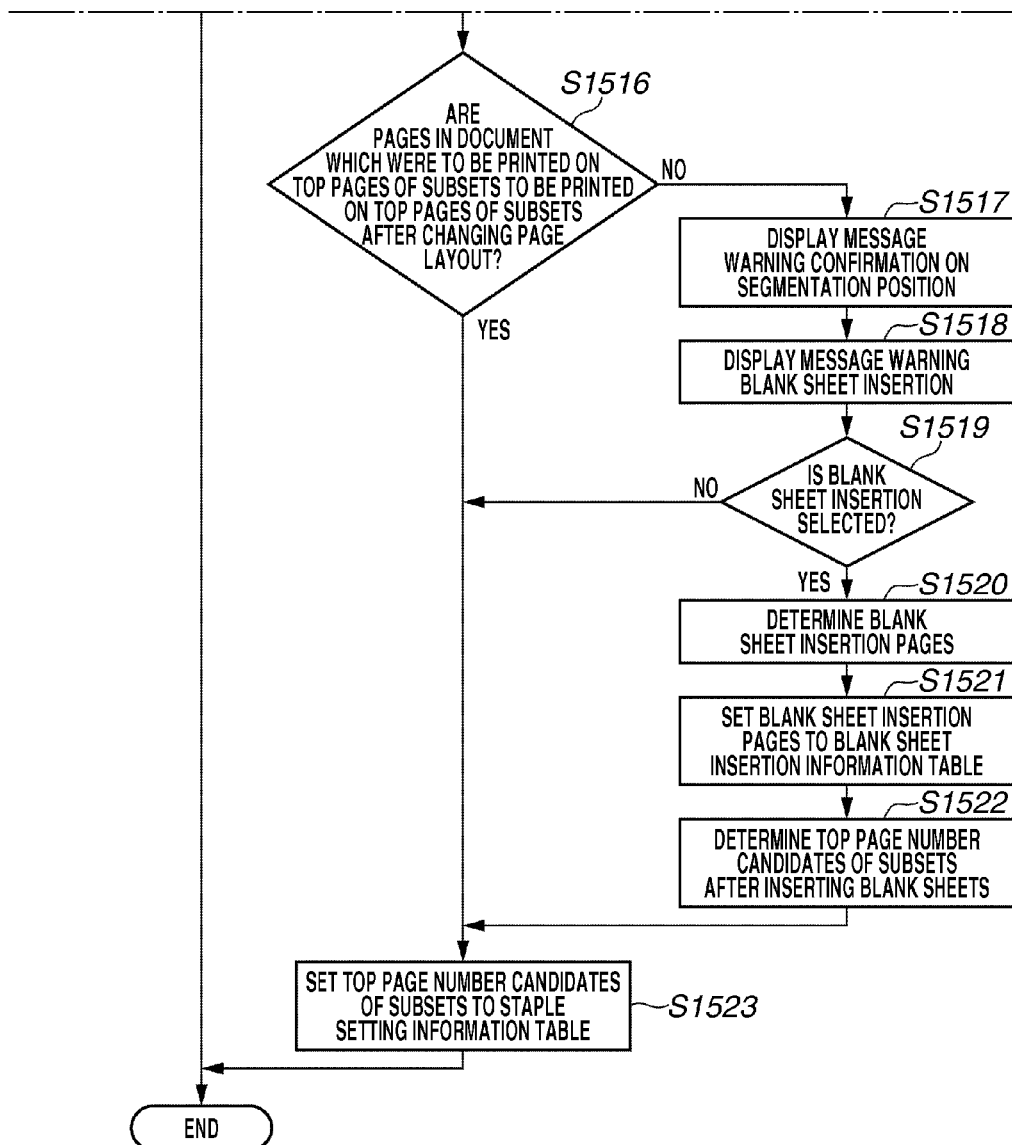 S1516
ARE
PAGES IN DOCUMENT
WHICH WERE TO BE PRINTED ON
TOP PAGES OF SUBSETS TO BE PRINTED
ON TOP PAGES OF SUBSETS
AFTER CHANGING PAGE
LAYOUT?
NO
YES
S1517
DISPLAY MESSAGE
WARNING CONFIRMATION ON
SEGMENTATION POSITION
S1518
DISPLAY MESSAGE WARNING
BLANK SHEET INSERTION
S1519
IS BLANK
SHEET INSERTION
SELECTED?
NO
YES
S1520
DETERMINE BLANK
SHEET INSERTION PAGES
S1521
SET BLANK SHEET INSERTION
PAGES TO BLANK SHEET
INSERTION INFORMATION TABLE
S1522
DETERMINE TOP PAGE NUMBER
CANDIDATES OF SUBSETS
AFTER INSERTING BLANK SHEETS
SET TOP PAGE NUMBER CANDIDATES
OF SUBSETS TO STAPLE
SETTING INFORMATION TABLE
S1523
END